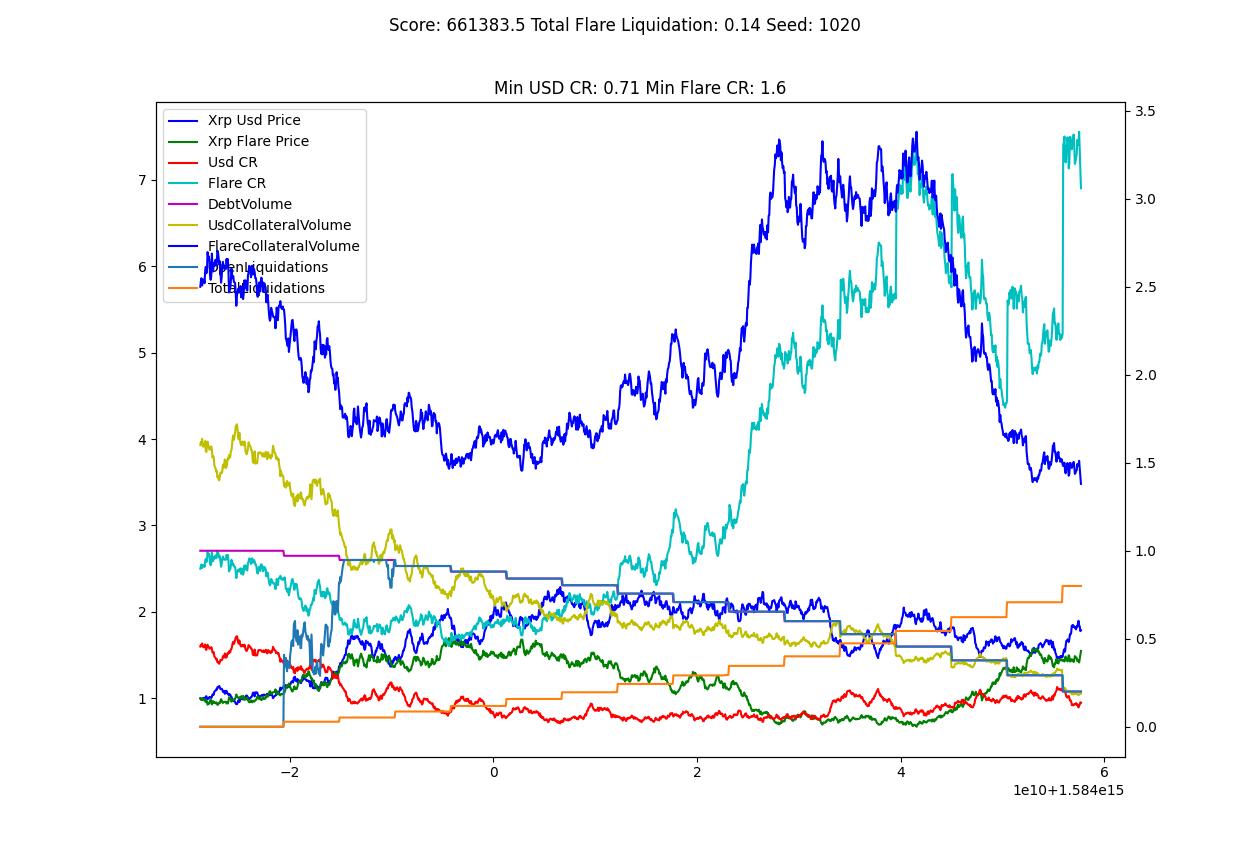 Score: 661383.5 Total Flare Liquidation: 0.14 Seed: 1020
Min USD CR: 0.71 Min Flare CR: 1.6
Xrp Usd Price
Xrp Flare Price
Usd CR
Flare CR
DebtVolume
UsdCollateralVolume
FlareCollateralVolume
OpenLiquidations
TotalLiquidations
7
6
5
4
3
2
1
3.5
3.0
2.5
2.0
1.5
1.0
0.5
0.0
−2
0
2
4
6
1e10+1.584e15